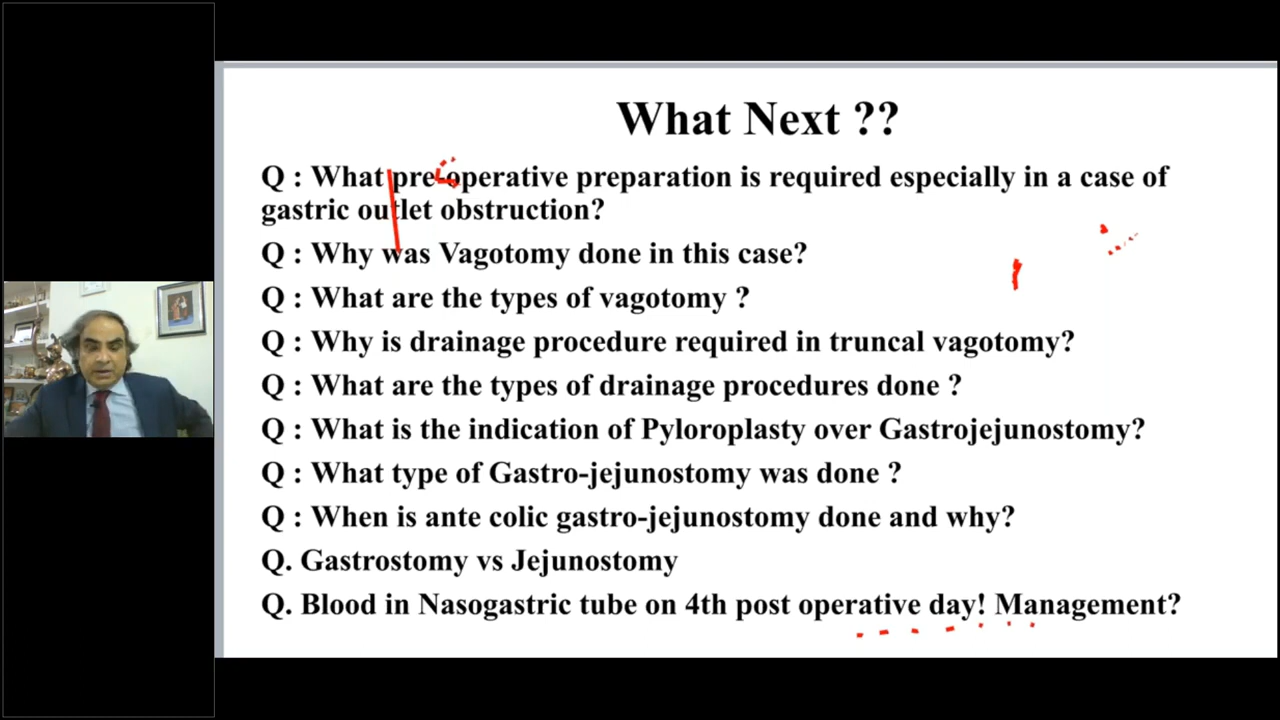 What Next ??
Q : What pre-operative preparation is required especially in a case of
gastric outlet obstruction?
Q : Why was Vagotomy done in this case?
Q : What are the types of vagotomy ?
Q : Why is drainage procedure required in truncal vagotomy?
Q : What are the types of drainage procedures done ?
Q : What is the indication of Pyloroplasty over Gastrojejunostomy?
Q : What type of Gastro-jejunostomy was done ?
Q : When is ante colic gastro-jejunostomy done and why?
Q. Gastrostomy vs Jejunostomy
Q. Blood in Nasogastric tube on 4th post operative day! Management?